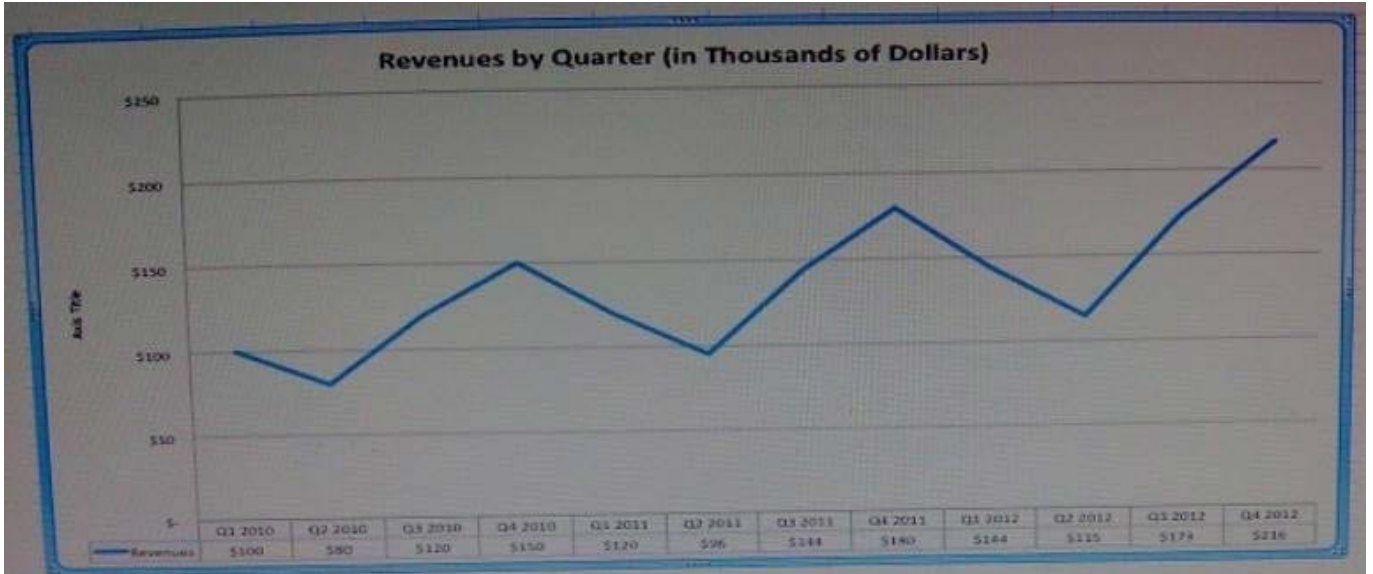 Revenues by Quarter (in Thousands of Dollars)
$250
$200
$150
Axis Title
$100
$50
$-
Q1 2010 Q2 2010 Q3 2010 Q4 2010 Q1 2011 Q2 2011 Q3 2011 Q4 2011 Q1 2012 Q2 2012 Q3 2012 Q4 2012
Revenues $100 $80 $120 $150 $120 $96 $144 $180 $144 $115 $173 $216